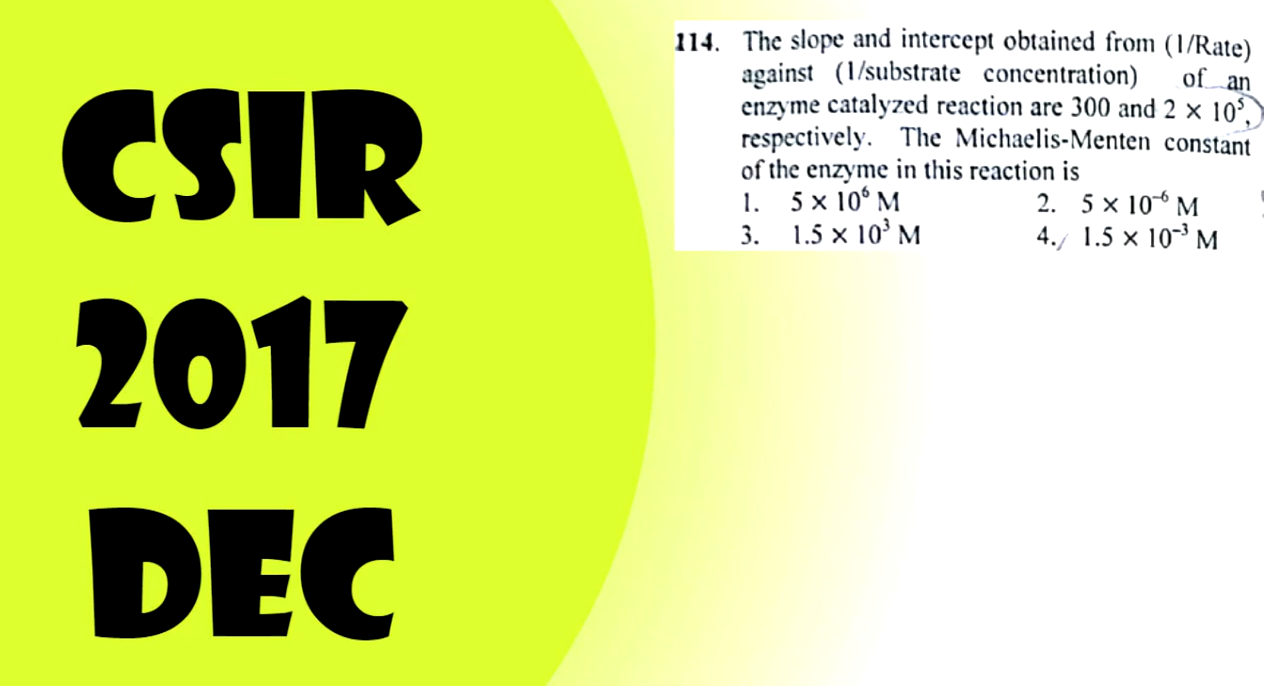 CSIR
2017
DEC
114. The slope and intercept obtained from (1/Rate)
against (1/substrate concentration) of an
enzyme catalyzed reaction are 300 and 2 × 10⁵,
respectively. The Michaelis-Menten constant
of the enzyme in this reaction is
1. 5 × 10⁶ M 2. 5 × 10⁻⁶ M
3. 1.5 × 10³ M 4. 1.5 × 10⁻³ M